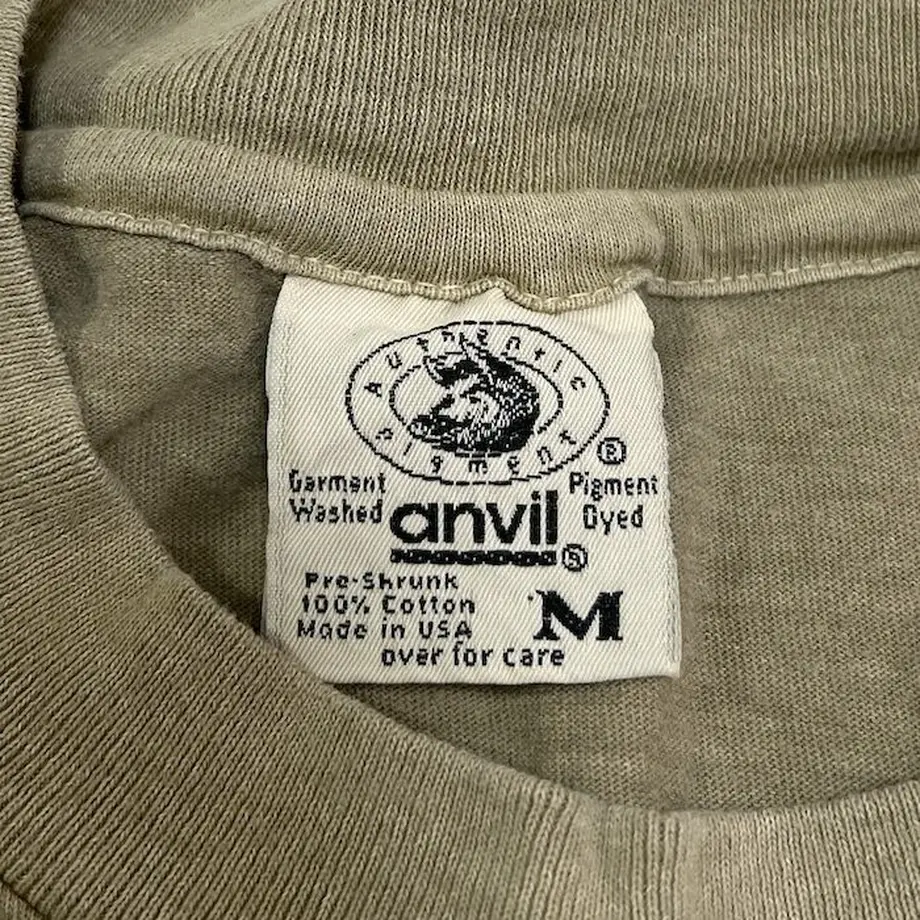 Authentic
Pigment
®
Garment Washed
anvil
®
Pigment Dyed
Pre-Shrunk
100% Cotton
Made in USA
M
over for care